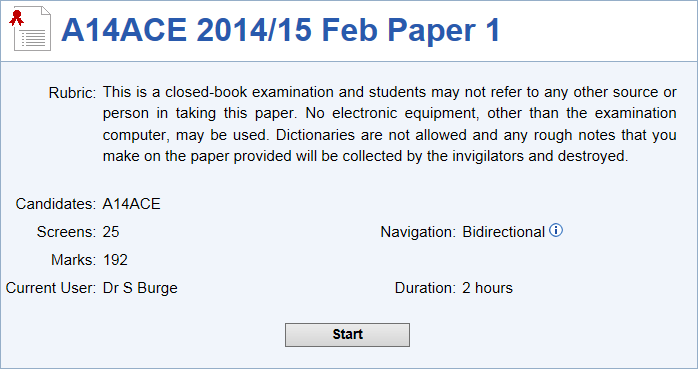 A14ACE 2014/15 Feb Paper 1
Rubric: This is a closed-book examination and students may not refer to any other source or
person in taking this paper. No electronic equipment, other than the examination
computer, may be used. Dictionaries are not allowed and any rough notes that you
make on the paper provided will be collected by the invigilators and destroyed.
Candidates: A14ACE
Screens: 25 Navigation: Bidirectional
Marks: 192
Current User: Dr S Burge Duration: 2 hours
Start